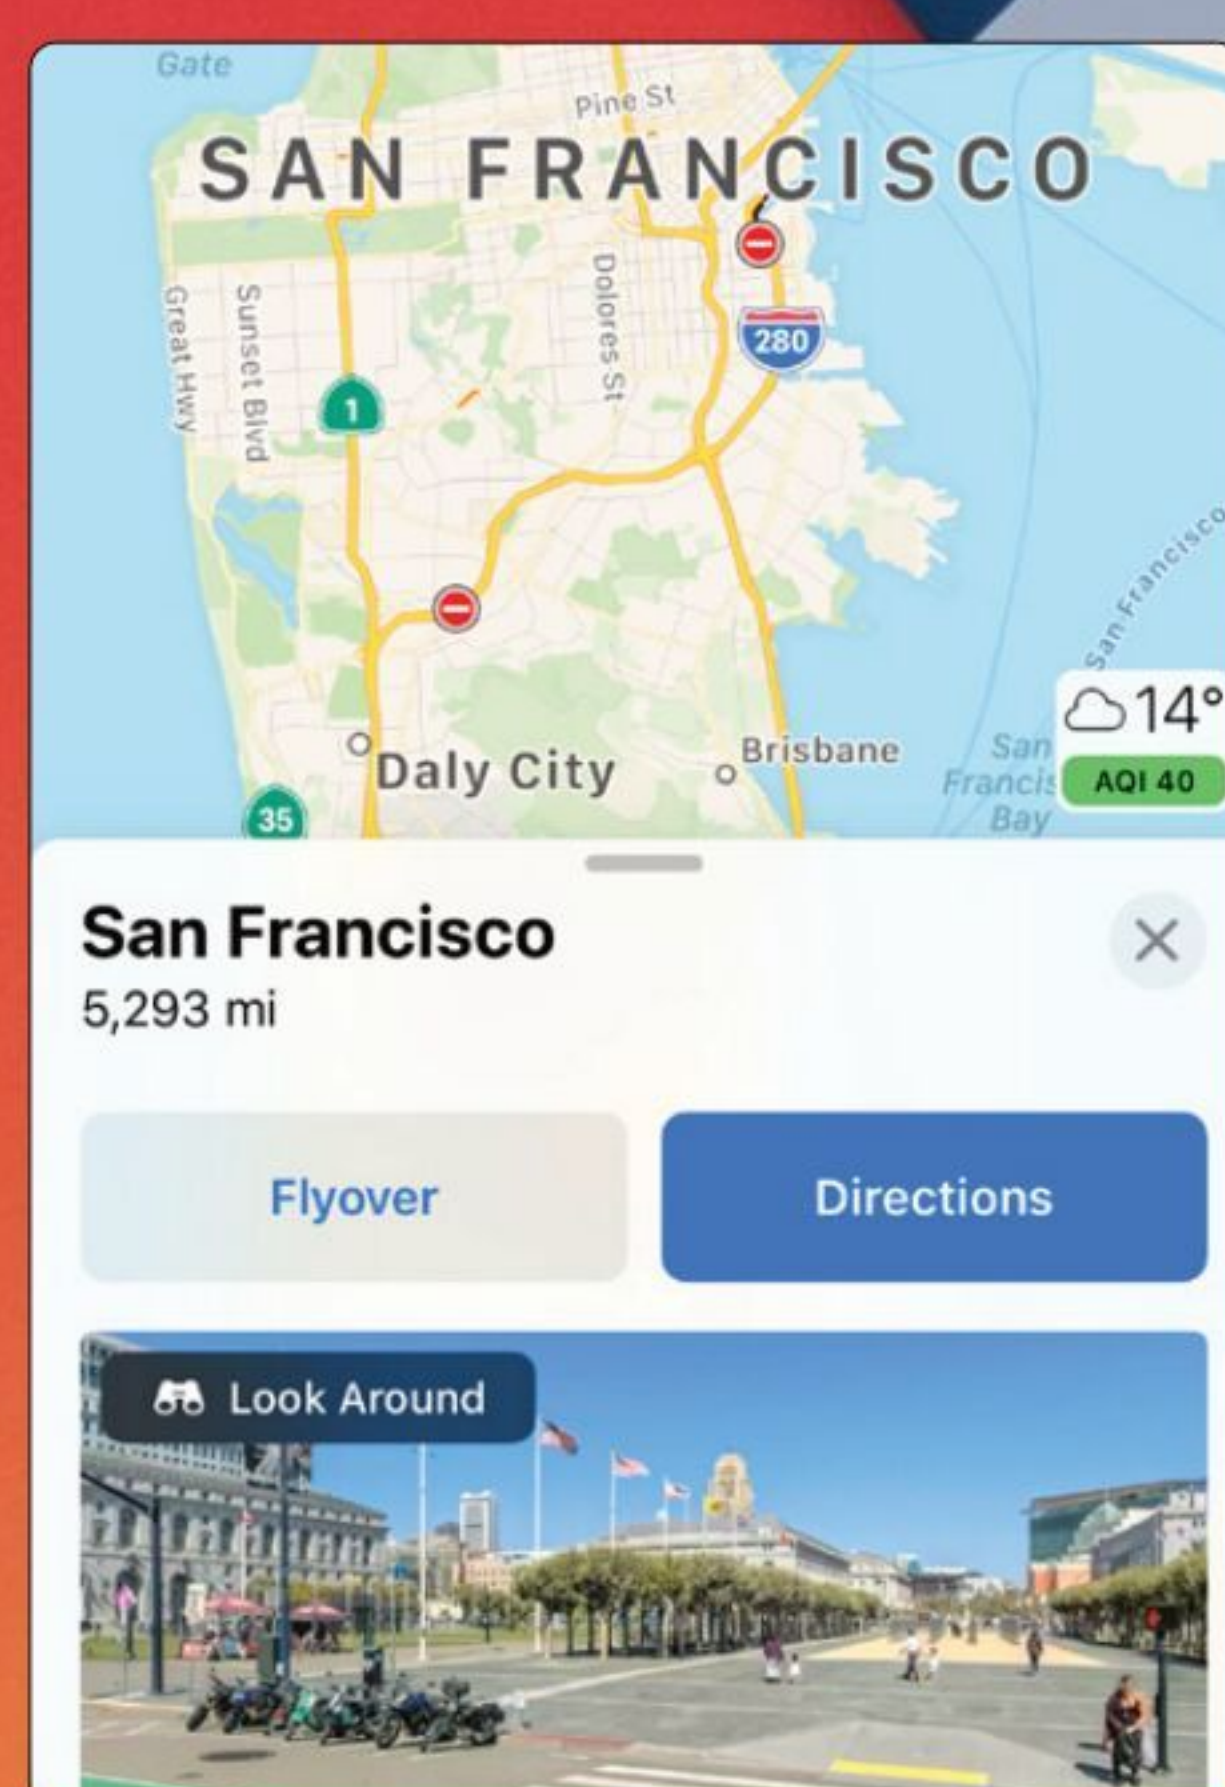 Gate
Pine St
SAN FRANCISCO
Dolores St
280
Great Hwy
Sunset Blvd
1
San Francisco
14°
AQI 40
San
Francis
Bay
Daly City
Brisbane
35
San Francisco
5,293 mi
Flyover
Directions
Look Around